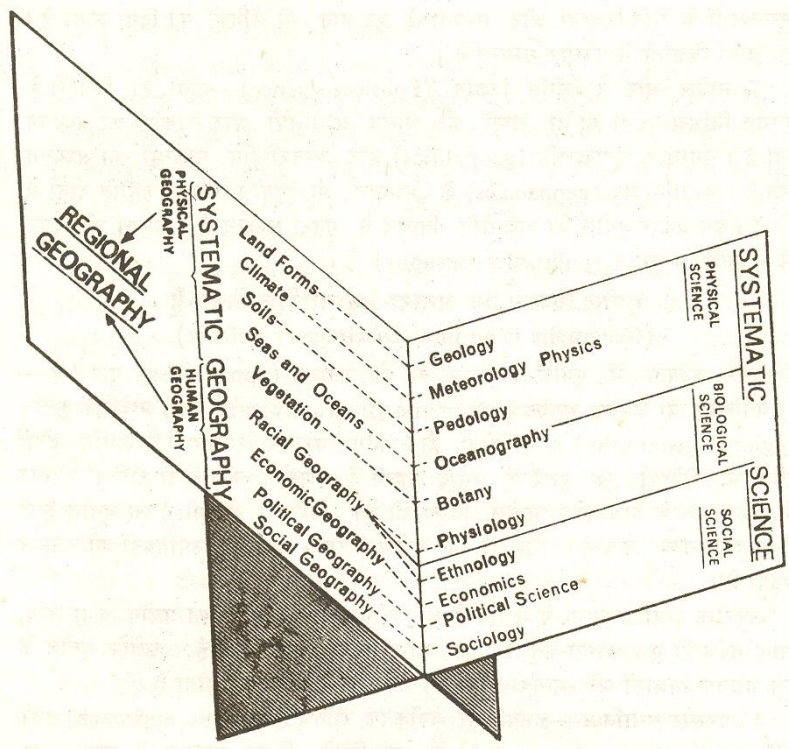 REGIONAL
GEOGRAPHY
PHYSICAL
GEOGRAPHY
HUMAN
GEOGRAPHY
SYSTEMATIC GEOGRAPHY
Land Forms
Climate
Soils
Seas and Oceans
Vegetation
Racial Geography
Economic Geography
Political Geography
Social Geography
Geology
Meteorology Physics
Pedology
Oceanography
Botany
Physiology
Ethnology
Economics
Political Science
Sociology
PHYSICAL
SCIENCE
BIOLOGICAL
SCIENCE
SOCIAL
SCIENCE
SYSTEMATIC SCIENCE